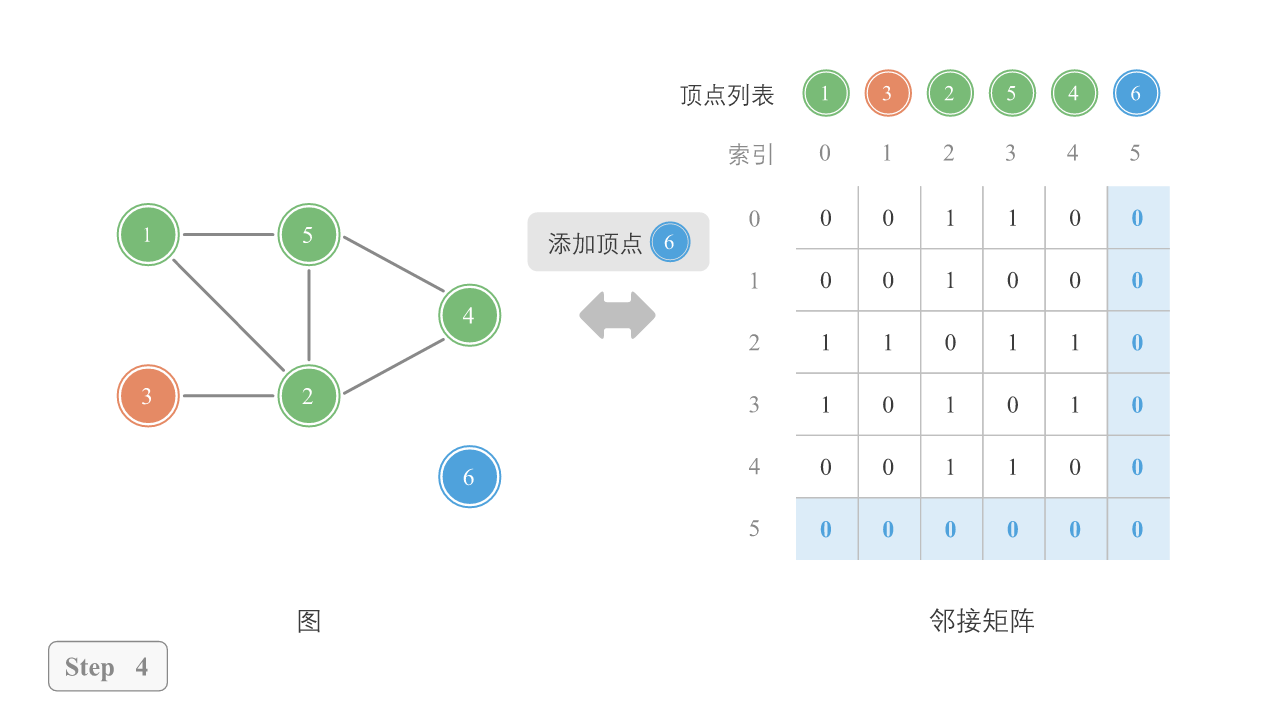 顶点列表 1 3 2 5 4 6
索引 0 1 2 3 4 5
0 0 0 1 1 0 0
1 0 0 1 0 0 0
2 1 1 0 1 1 0
3 1 0 1 0 1 0
4 0 0 1 1 0 0
5 0 0 0 0 0 0
添加顶点 6
1 5
4
3 2
6
图
邻接矩阵
Step 4